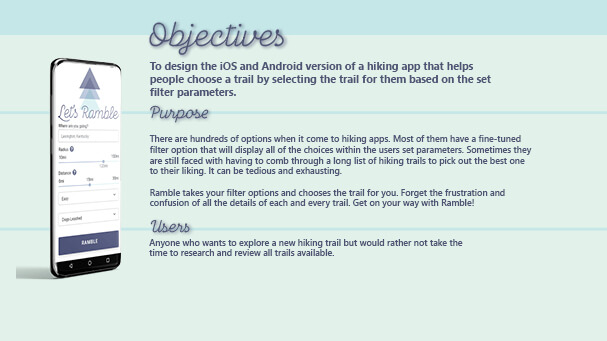 Objectives
To design the iOS and Android version of a hiking app that helps
people choose a trail by selecting the trail for them based on the set
filter parameters.
Purpose
There are hundreds of options when it come to hiking apps. Most of them have a fine-tuned
filter option that will display all of the choices within the users set parameters. Sometimes they
are still faced with having to comb through a long list of hiking trails to pick out the best one
to their liking. It can be tedious and exhausting.
Ramble takes your filter options and chooses the trail for you. Forget the frustration and
confusion of all the details of each and every trail. Get on your way with Ramble!
Users
Anyone who wants to explore a new hiking trail but would rather not take the
time to research and review all trails available.
Let's Ramble
Where are you going?
Lexington, Kentucky
Radius
Distance
Easy
Dogs Leashed
RAMBLE